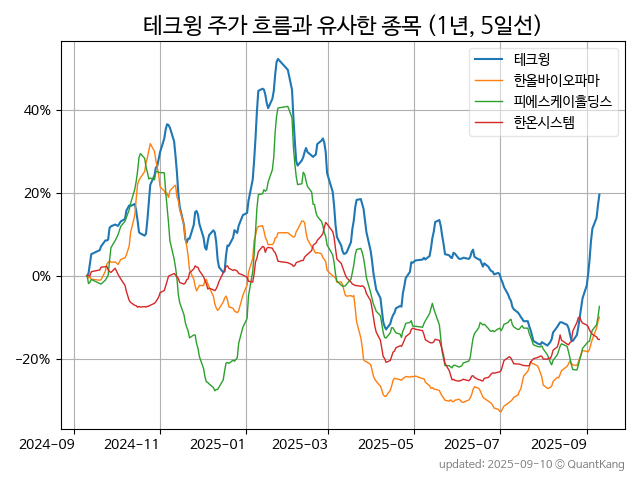 테크윙 주가 흐름과 유사한 종목 (1년, 5일선)
테크윙
한올바이오파마
피에스케이홀딩스
한온시스템
40%
20%
0%
−20%
2024-09 2024-11 2025-01 2025-03 2025-05 2025-07 2025-09
updated: 2025-09-10 © QuantKang